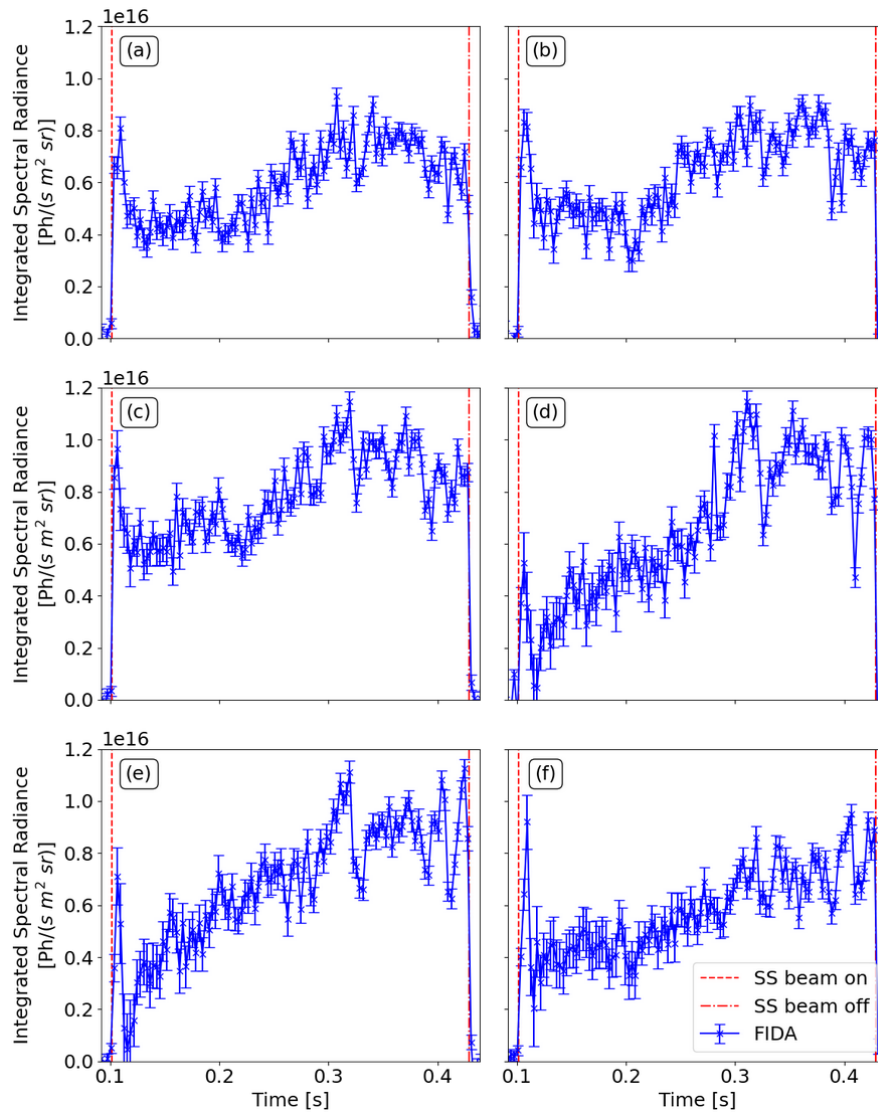 1e16
(a)
(b)
1.2
1.0
0.8
0.6
0.4
0.2
0.0
Integrated Spectral Radiance
[Ph/(s m² sr)]
1e16
(c)
(d)
1.2
1.0
0.8
0.6
0.4
0.2
0.0
Integrated Spectral Radiance
[Ph/(s m² sr)]
1e16
(e)
(f)
1.2
1.0
0.8
0.6
0.4
0.2
0.0
Integrated Spectral Radiance
[Ph/(s m² sr)]
SS beam on
SS beam off
FIDA
0.1 0.2 0.3 0.4
0.1 0.2 0.3 0.4
Time [s]
Time [s]